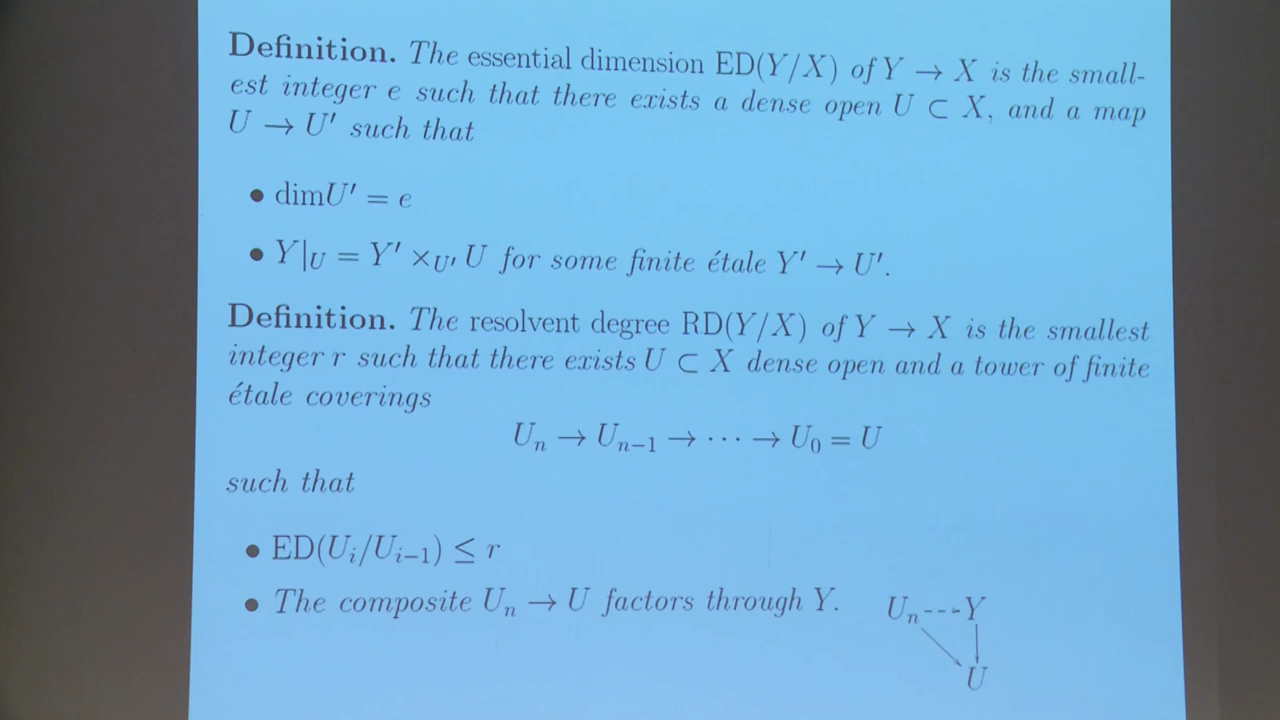 Definition. The essential dimension ED(Y/X) of Y → X is the small-
est integer e such that there exists a dense open U ⊂ X, and a map
U → U′ such that
• dimU′ = e
• Y|_U = Y′ ×_{U′} U for some finite étale Y′ → U′.
Definition. The resolvent degree RD(Y/X) of Y → X is the smallest
integer r such that there exists U ⊂ X dense open and a tower of finite
étale coverings
U_n → U_{n−1} → ⋯ → U_0 = U
such that
• ED(U_i/U_{i−1}) ≤ r
• The composite U_n → U factors through Y.
U_n ---Y
U